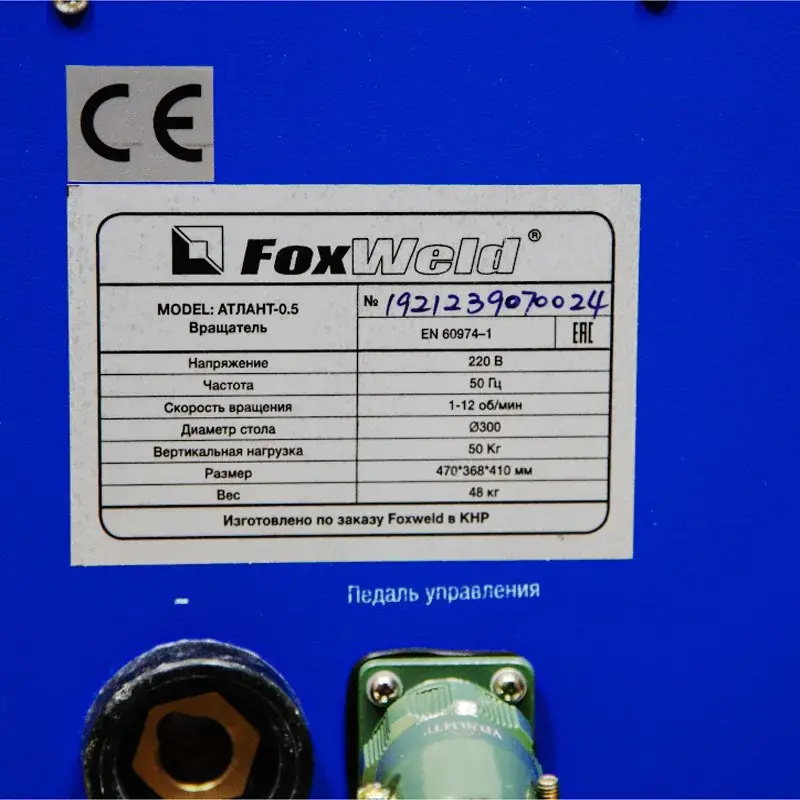 CE
FoxWeld®
MODEL: АТЛАНТ-0.5
Вращатель
№ 1921239070024
EN 60974-1
EAC
Напряжение 220 В
Частота 50 Гц
Скорость вращения 1-12 об/мин
Диаметр стола Ø300
Вертикальная нагрузка 50 Кг
Размер 470*368*410 мм
Вес 48 кг
Изготовлено по заказу Foxweld в КНР
–
Педаль управления